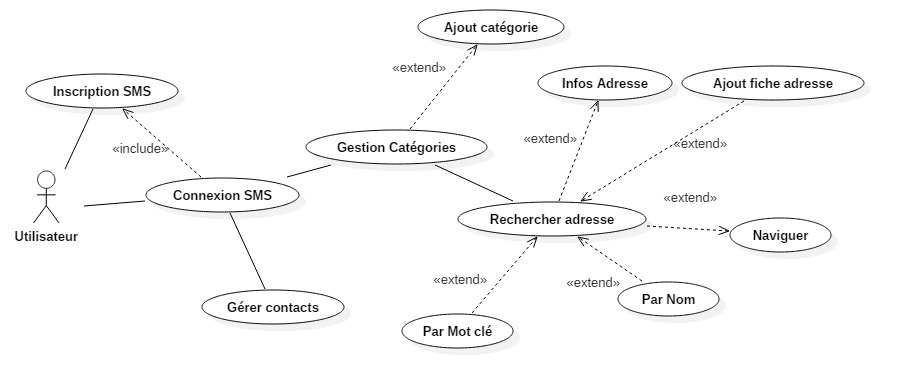 Ajout catégorie
«extend»
Inscription SMS
Infos Adresse
Ajout fiche adresse
«include»
Gestion Catégories
«extend»
«extend»
Connexion SMS
«extend»
Utilisateur
Rechercher adresse
Naviguer
«extend»
«extend»
Gérer contacts
Par Nom
Par Mot clé